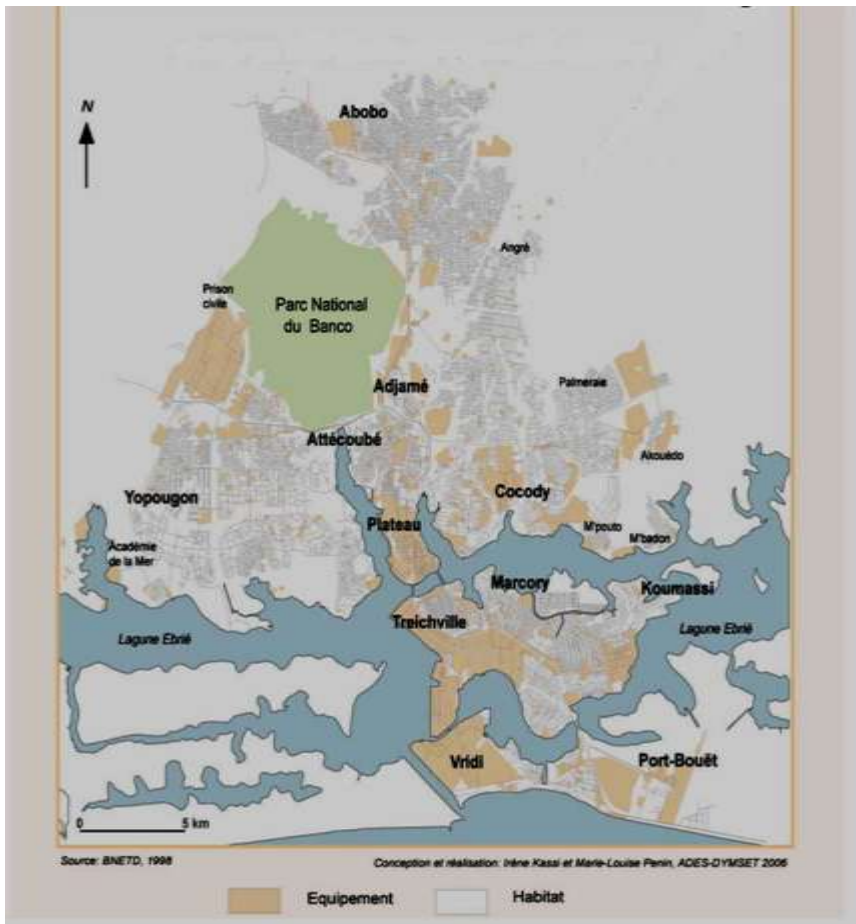 N
Abobo
Angré
Prison
civile
Parc National
du Banco
Adjamé
Palmeraie
Attécoubé
Akouédo
Yopougon
Cocody
Plateau
M'pouto
M'badon
Académie
de la Mer
Marcory
Koumassi
Treichville
Lagune Ebrié
Lagune Ebrié
Vridi
Port-Bouët
0 5 km
Source: BNETD, 1998
Conception et réalisation: Irène Kassi et Marie-Louise Penin, ADES-DYMSET 2006
Equipement
Habitat